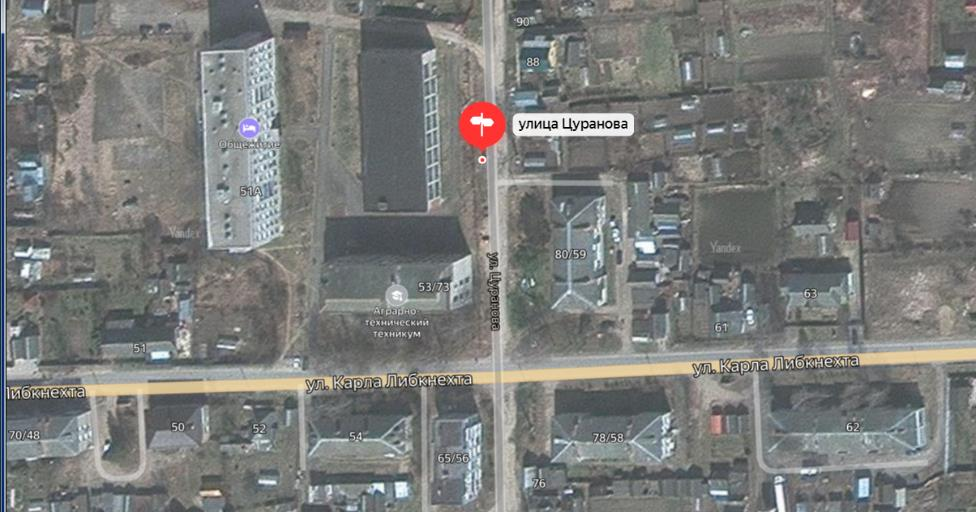 90
88
улица Цуранова
Общежитие
51А
Yandex
Yandex
80/59
ул. Цуранова
53/73
63
Аграрно-
технический
техникум
61
51
ул. Карла Либкнехта
ул. Карла Либкнехта
Либкнехта
70/48
50
52
54
65/56
78/58
62
76